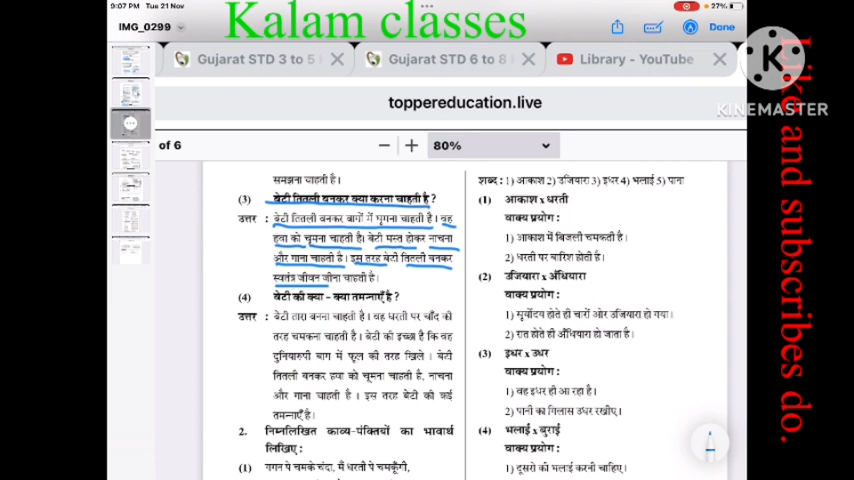 9:07 PM Tue 21 Nov
27%
Kalam classes
IMG_0299
Done
Gujarat STD 3 to 5
Gujarat STD 6 to 8
Library - YouTube
KINEMASTER
toppereducation.live
of 6
80%
समझना चाहती है।
(3) बेटी तितली बनकर क्या करना चाहती है ?
उत्तर : बेटी तितली बनकर बागों में घूमना चाहती है। वह
हवा को चूमना चाहती है। बेटी मस्त होकर नाचना
और गाना चाहती है। इस तरह बेटी तितली बनकर
स्वतंत्र जीवन जीना चाहती है।
(4) बेटी की क्या - क्या तमन्नाएँ है ?
उत्तर : बेटी तारा बनना चाहती है। वह धरती पर चाँद की
तरह चमकना चाहती है। बेटी की इच्छा है कि वह
दुनियारुपी बाग में फूल की तरह खिले । बेटी
तितली बनकर हवा को चूमना चाहती है, नाचना
और गाना चाहती है । इस तरह बेटी की कई
तमन्नाएँ है।
2. निम्नलिखित काव्य-पंक्तियों का भावार्थ
लिखिए :
(1) गगन पे चमके चंदा, मैं धरती पे चमकूँगी,
शब्द : 1) आकाश 2) उजियारा 3) इधर 4) भलाई 5) पाना
(1) आकाश x धरती
वाक्य प्रयोग :
1) आकाश में बिजली चमकती है।
2) धरती पर बारिश होती है।
(2) उजियारा x अँधियारा
वाक्य प्रयोग :
1) सूर्योदय होते ही चारों ओर उजियारा हो गया।
2) रात होते ही अँधियारा हो जाता है।
(3) इधर x उधर
वाक्य प्रयोग :
1) वह इधर ही आ रहा है।
2) पानी का गिलास उधर रखीए।
(4) भलाई x बुराई
वाक्य प्रयोग :
1) दूसरो की भलाई करनी चाहिए।
Like and subscribes do.